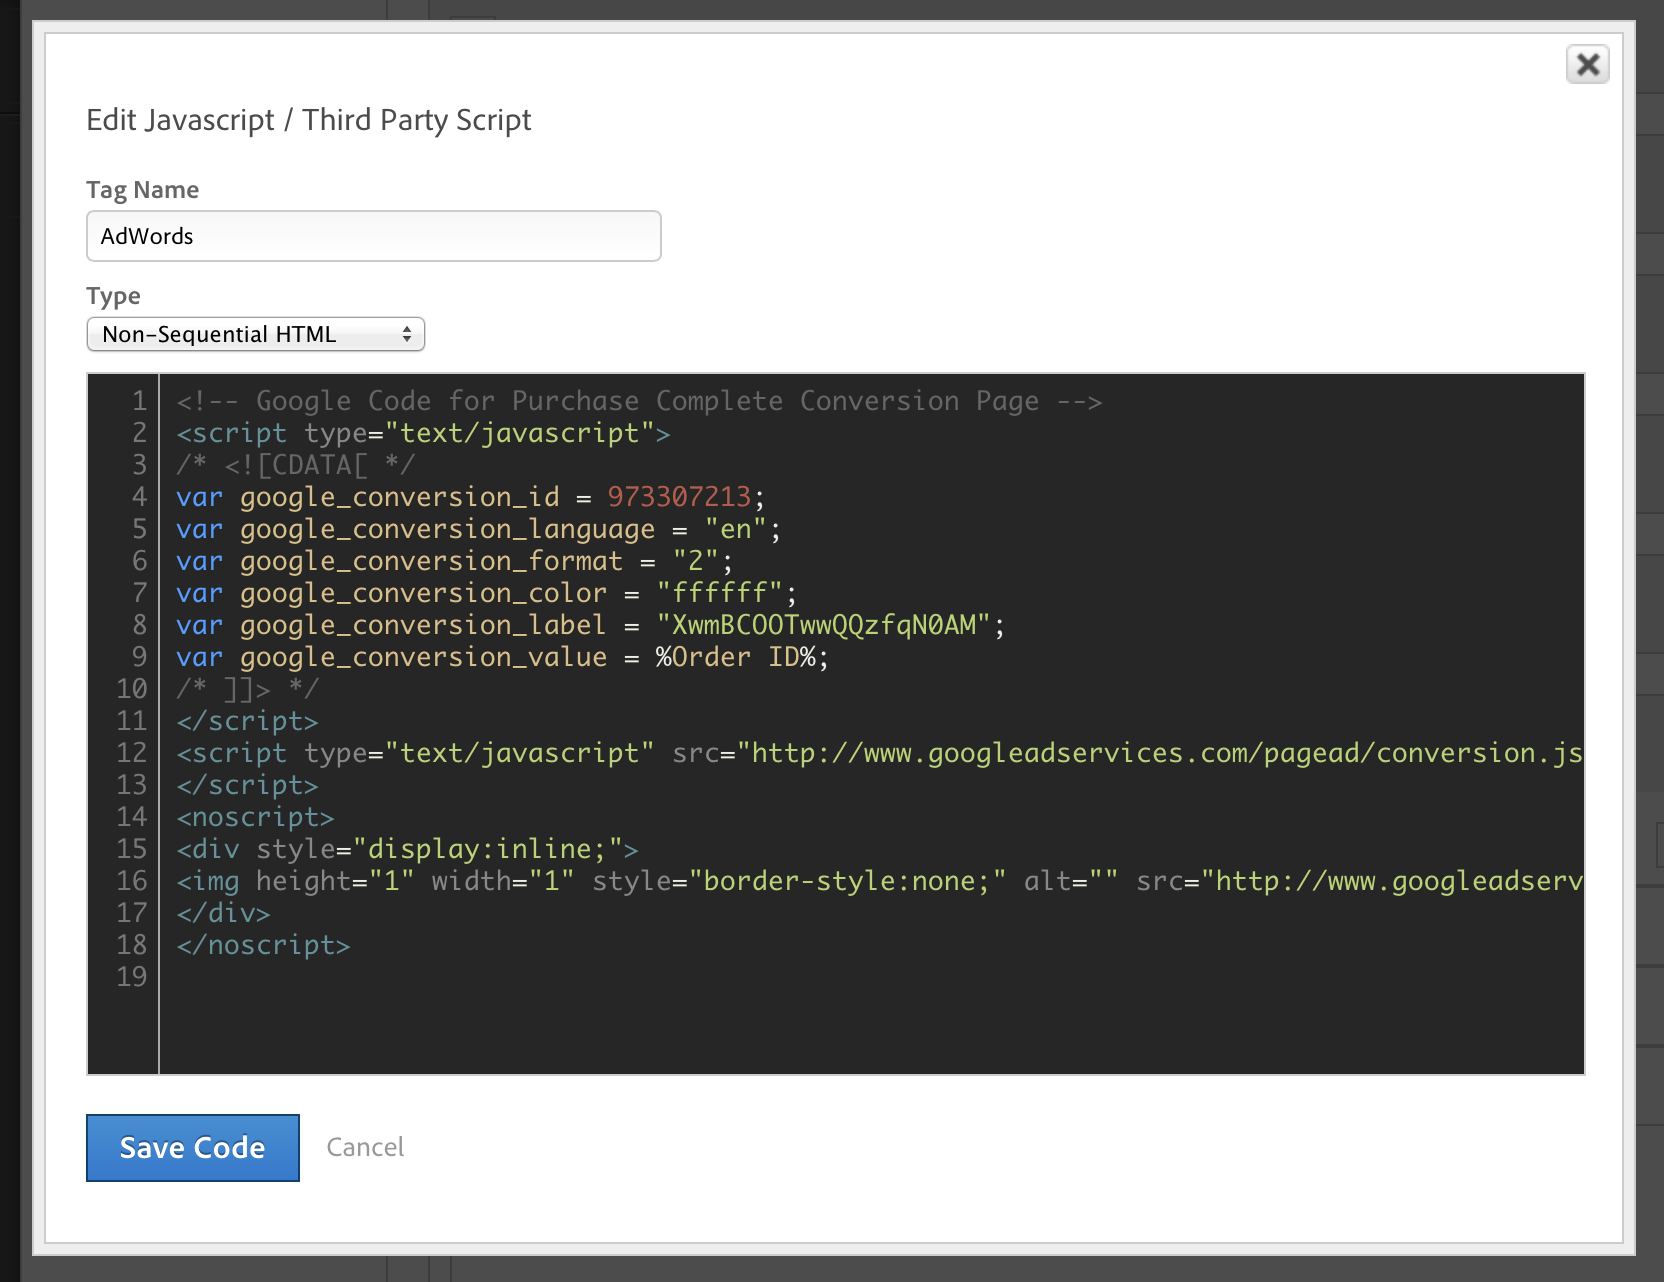 Edit Javascript / Third Party Script
Tag Name
AdWords
Type
Non-Sequential HTML
1 <!-- Google Code for Purchase Complete Conversion Page -->
2 <script type="text/javascript">
3 /* <![CDATA[ */
4 var google_conversion_id = 973307213;
5 var google_conversion_language = "en";
6 var google_conversion_format = "2";
7 var google_conversion_color = "ffffff";
8 var google_conversion_label = "XwmBCOOTwwQQzfqN0AM";
9 var google_conversion_value = %Order ID%;
10 /* ]]> */
11 </script>
12 <script type="text/javascript" src="http://www.googleadservices.com/pagead/conversion.js
13 </script>
14 <noscript>
15 <div style="display:inline;">
16 <img height="1" width="1" style="border-style:none;" alt="" src="http://www.googleadserv
17 </div>
18 </noscript>
19
Save Code Cancel